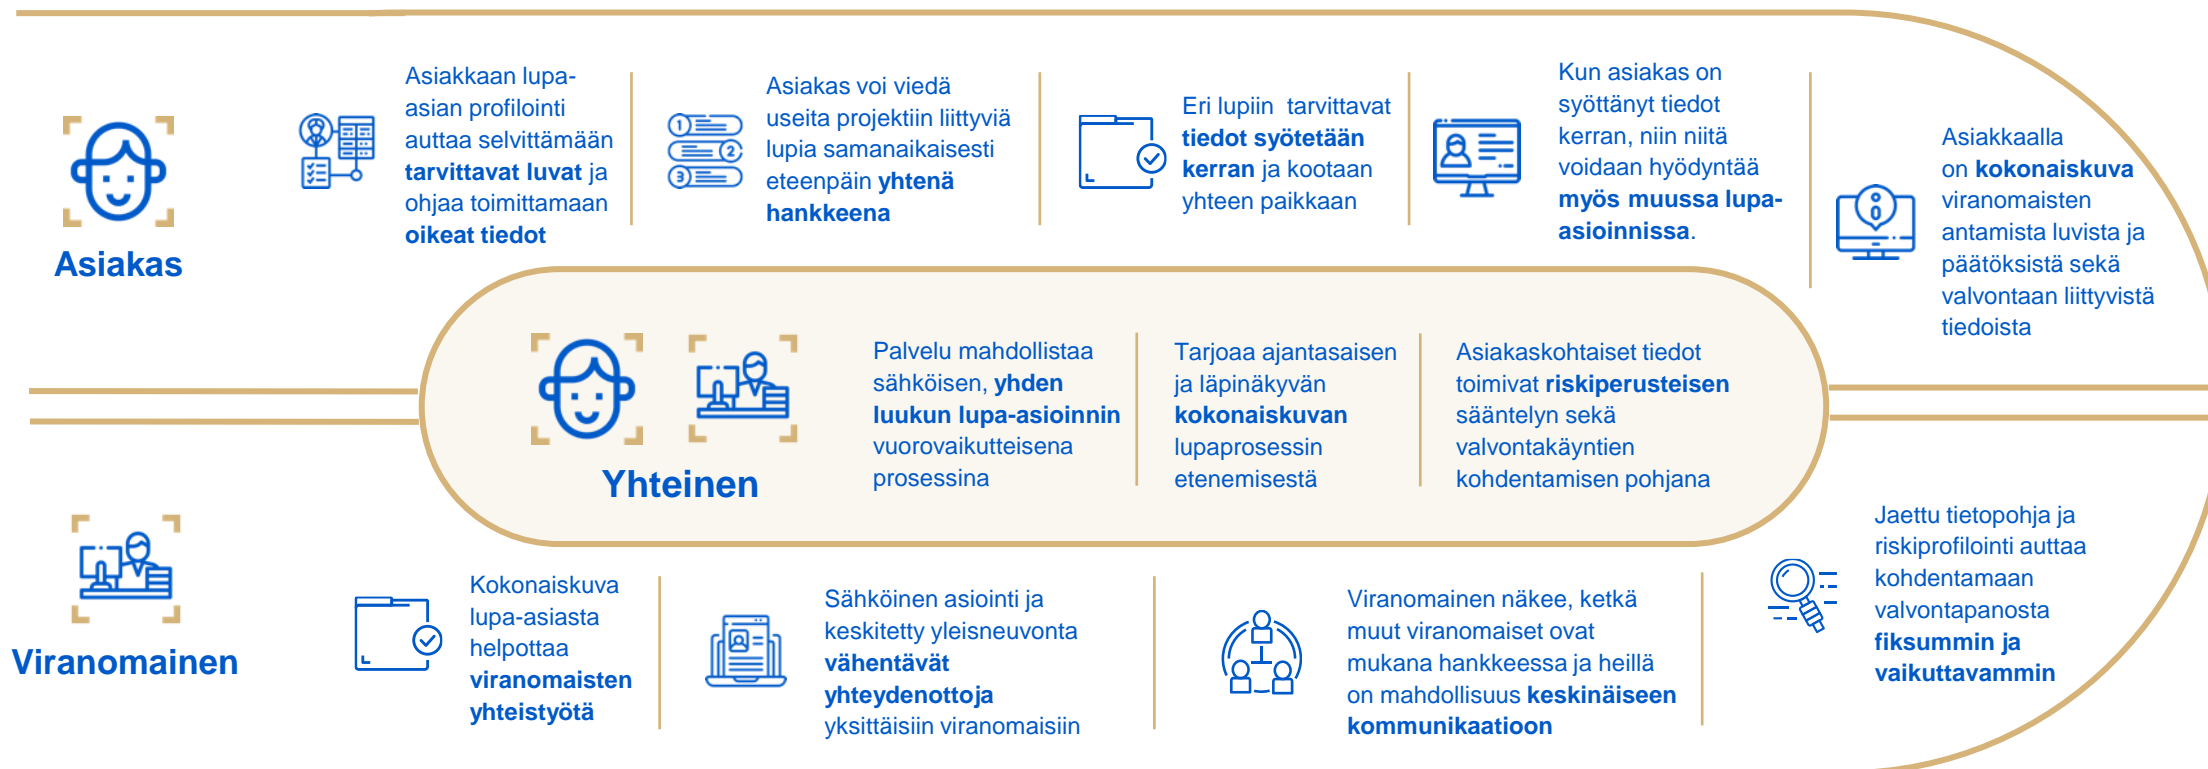 Asiakas
Asiakkaan lupa-
asian profilointi
auttaa selvittämään
tarvittavat luvat ja
ohjaa toimittamaan
oikeat tiedot
Asiakas voi viedä
useita projektiin liittyviä
lupia samanaikaisesti
eteenpäin yhtenä
hankkeena
Eri lupiin tarvittavat
tiedot syötetään
kerran ja kootaan
yhteen paikkaan
Kun asiakas on
syöttänyt tiedot
kerran, niin niitä
voidaan hyödyntää
myös muussa lupa-
asioinnissa.
Asiakkaalla
on kokonaiskuva
viranomaisten
antamista luvista ja
päätöksistä sekä
valvontaan liittyvistä
tiedoista
Yhteinen
Palvelu mahdollistaa
sähköisen, yhden
luukun lupa-asioinnin
vuorovaikutteisena
prosessina
Tarjoaa ajantasaisen
ja läpinäkyvän
kokonaiskuvan
lupaprosessin
etenemisestä
Asiakaskohtaiset tiedot
toimivat riskiperusteisen
sääntelyn sekä
valvontakäyntien
kohdentamisen pohjana
Viranomainen
Kokonaiskuva
lupa-asiasta
helpottaa
viranomaisten
yhteistyötä
Sähköinen asiointi ja
keskitetty yleisneuvonta
vähentävät
yhteydenottoja
yksittäisiin viranomaisiin
Viranomainen näkee, ketkä
muut viranomaiset ovat
mukana hankkeessa ja heillä
on mahdollisuus keskinäiseen
kommunikaatioon
Jaettu tietopohja ja
riskiprofilointi auttaa
kohdentamaan
valvontapanosta
fiksummin ja
vaikuttavammin
1
2
3